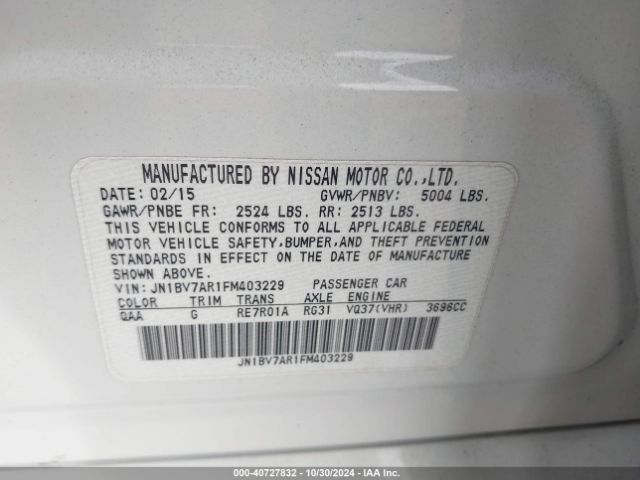 MANUFACTURED BY NISSAN MOTOR CO.,LTD.
DATE: 02/15 GVWR/PNBV: 5004 LBS.
GAWR/PNBE FR: 2524 LBS. RR: 2513 LBS.
THIS VEHICLE CONFORMS TO ALL APPLICABLE FEDERAL
MOTOR VEHICLE SAFETY,BUMPER,AND THEFT PREVENTION
STANDARDS IN EFFECT ON THE DATE OF MANUFACTURE
SHOWN ABOVE.
VIN: JN1BV7AR1FM403229 PASSENGER CAR
COLOR TRIM TRANS AXLE ENGINE
QAA G RE7R01A RG31 VQ37(VHR) 3696CC
JN1BV7AR1FM403229
000-40727832 - 10/30/2024 - IAA Inc.